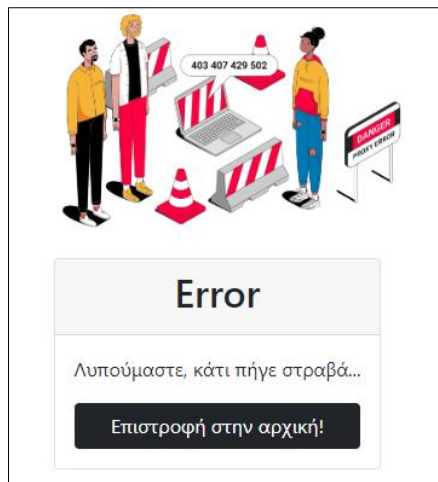 403 407 429 502
DANGER
PROXY ERROR
Error
Λυπούμαστε, κάτι πήγε στραβά...
Επιστροφή στην αρχική!